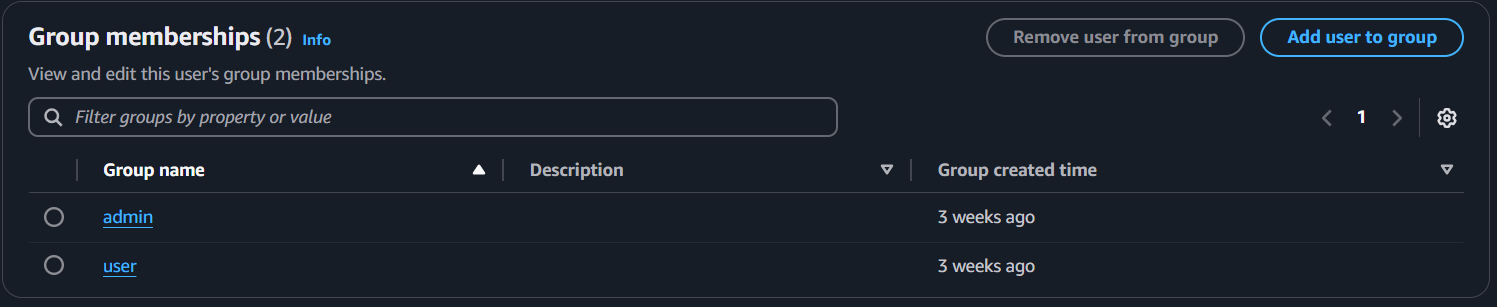 Group memberships (2) Info
Remove user from group
Add user to group
View and edit this user's group memberships.
Filter groups by property or value
1
Group name Description Group created time
admin 3 weeks ago
user 3 weeks ago